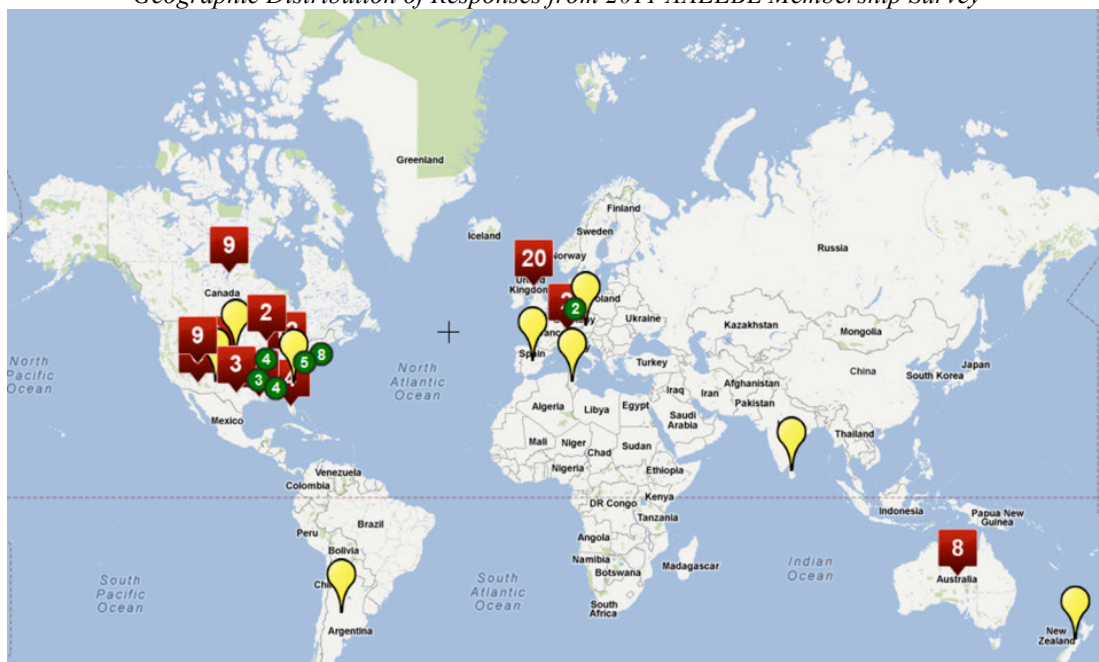 Geographic Distribution of Responses from 2011 AAEEBL Membership Survey
Greenland
Finland
Iceland
Sweden
Norway
Russia
9
20
United
Kingdom
Canada
2
2
Poland
Ukraine
9
Kazakhstan
Mongolia
3
4
5
8
Spain
Turkey
Japan
South Korea
China
North
Pacific
Ocean
North
Atlantic
Ocean
3
4
4
Iraq
Iran
Afghanistan
Pakistan
Mexico
Algeria
Libya
Egypt
Saudi
Arabia
Thailand
Mali
Niger
Chad
Sudan
Nigeria
Ethiopia
Venezuela
Colombia
DR Congo
Kenya
Tanzania
Indonesia
Papua New
Guinea
Peru
Brazil
Bolivia
Angola
Namibia
Botswana
Madagascar
Indian
Ocean
8
Australia
South
Pacific
Ocean
South
Atlantic
Ocean
South
Africa
Argentina
New
Zealand